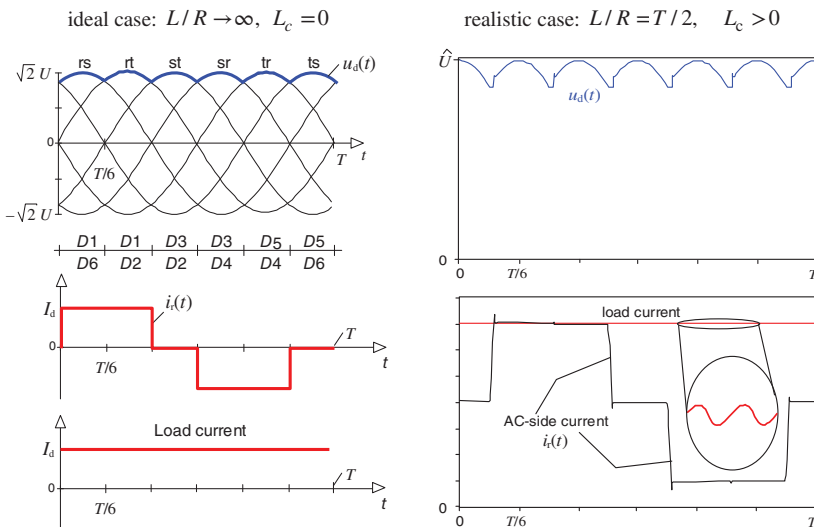 ideal case: L/R→∞, L_c = 0
√2 U
rs rt st sr tr ts
u_d(t)
0
T/6
T t
−√2 U
D1 D1 D3 D3 D5 D5
D6 D2 D2 D4 D4 D6
I_d
i_r(t)
0
T/6
T
t
Load current
I_d
0
T/6
T
t
realistic case: L/R = T/2, L_c > 0
Û
u_d(t)
0
0 T/6 T
load current
AC-side current
i_r(t)
0
0 T/6 T